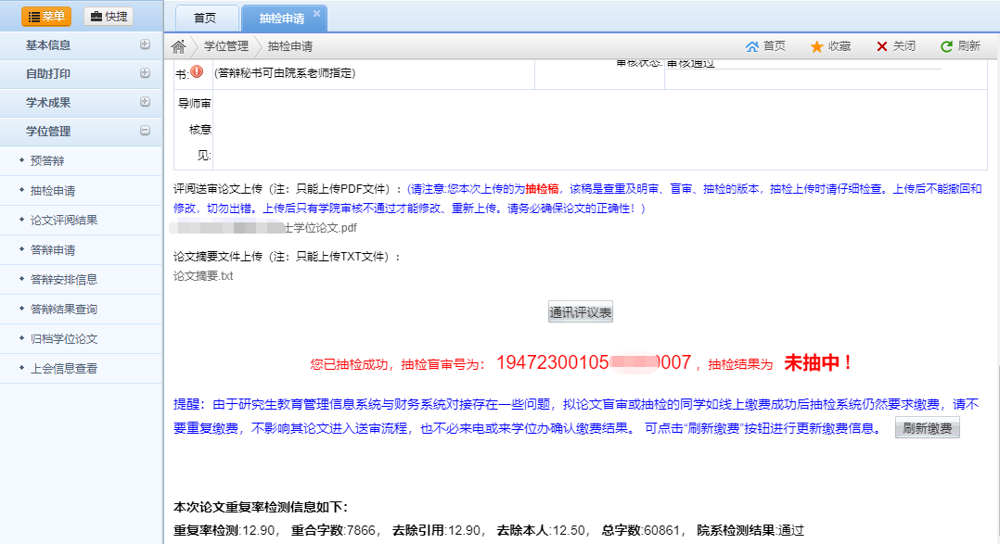 菜单 快捷 首页 抽检申请
基本信息
自助打印
学术成果
学位管理
预答辩
抽检申请
论文评阅结果
答辩申请
答辩安排信息
答辩结果查询
归档学位论文
上会信息查看
学位管理 抽检申请 首页 收藏 关闭 刷新
书: (答辩秘书可由院系老师指定) 审核状态: 审核通过
导师审
核意
见:
评阅送审论文上传（注：只能上传PDF文件）:（请注意:您本次上传的为抽检稿，该稿是查重及明审、盲审、抽检的版本，抽检上传时请仔细检查。上传后不能撤回和
修改，切勿出错。上传后只有学院审核不通过才能修改、重新上传。请务必确保论文的正确性！）
士学位论文.pdf
论文摘要文件上传（注：只能上传TXT文件）:
论文摘要.txt
通讯评议表
您已抽检成功，抽检盲审号为: 19472300105 0007 ，抽检结果为 未抽中！
提醒：由于研究生教育管理信息系统与财务系统对接存在一些问题，拟论文盲审或抽检的同学如线上缴费成功后抽检系统仍然要求缴费，请不
要重复缴费，不影响其论文进入送审流程，也不必来电或来学位办确认缴费结果。 可点击“刷新缴费”按钮进行更新缴费信息。 刷新缴费
本次论文重复率检测信息如下：
重复率检测:12.90， 重合字数:7866， 去除引用:12.90， 去除本人:12.50， 总字数:60861， 院系检测结果:通过